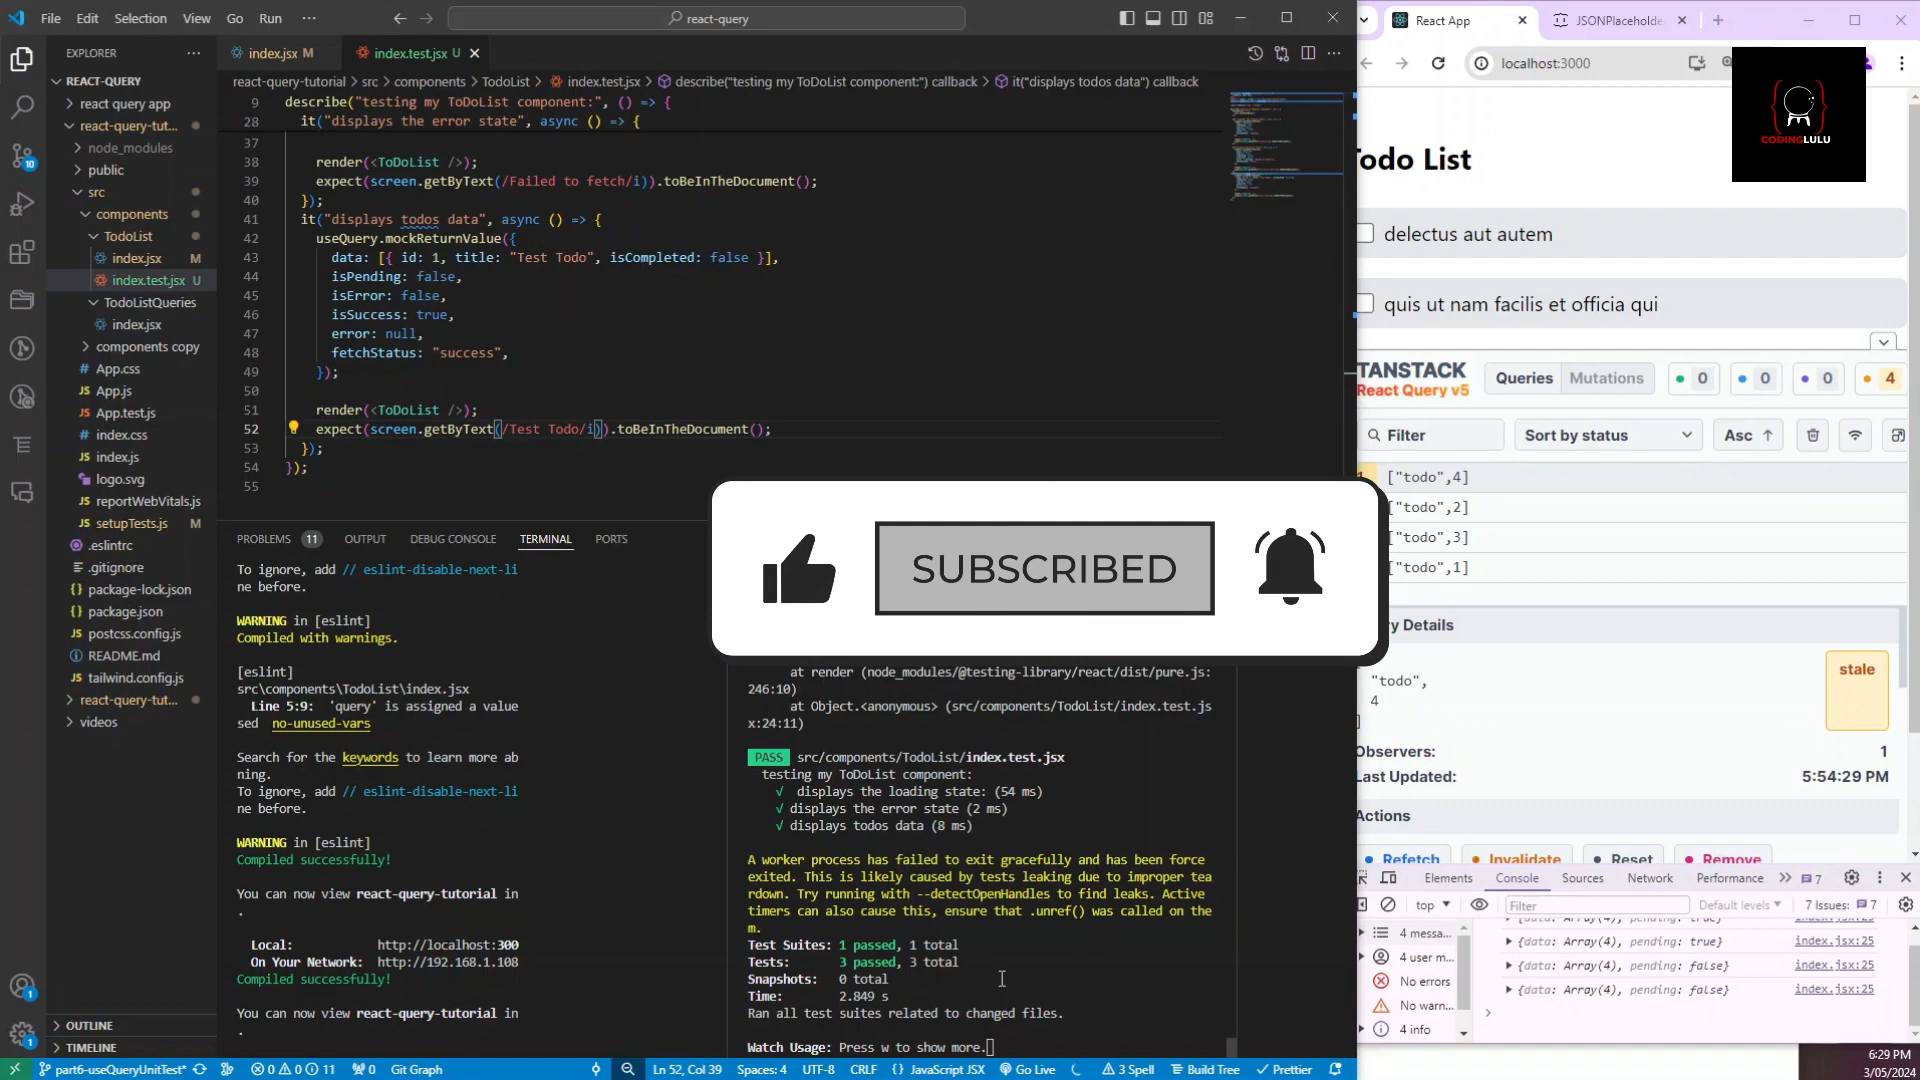 File Edit Selection View Go Run ···
react-query
EXPLORER
REACT-QUERY
react query app
react-query-tut...
node_modules
public
src
components
TodoList
index.jsx M
index.test.jsx U
TodoListQueries
index.jsx
components copy
App.css
App.js
App.test.js
index.css
index.js
logo.svg
reportWebVitals.js
setupTests.js M
.eslintrc
.gitignore
package-lock.json
package.json
postcss.config.js
README.md
tailwind.config.js
react-query-tut...
videos
OUTLINE
TIMELINE
index.jsx M
index.test.jsx U
react-query-tutorial > src > components > TodoList > index.test.jsx > describe("testing my ToDoList component:") callback > it("displays todos data") callback
9 describe("testing my ToDoList component:", () => {
28 it("displays the error state", async () => {
37
38 render(<ToDoList />);
39 expect(screen.getByText(/Failed to fetch/i)).toBeInTheDocument();
40 });
41 it("displays todos data", async () => {
42 useQuery.mockReturnValue({
43 data: [{ id: 1, title: "Test Todo", isCompleted: false }],
44 isPending: false,
45 isError: false,
46 isSuccess: true,
47 error: null,
48 fetchStatus: "success",
49 });
50
51 render(<ToDoList />);
52 expect(screen.getByText(/Test Todo/i)).toBeInTheDocument();
53 });
54 });
55
PROBLEMS 11 OUTPUT DEBUG CONSOLE TERMINAL PORTS
To ignore, add // eslint-disable-next-li
ne before.
WARNING in [eslint]
Compiled with warnings.
[eslint]
src\components\TodoList\index.jsx
Line 5:9: 'query' is assigned a value
sed no-unused-vars
Search for the keywords to learn more ab
ning.
To ignore, add // eslint-disable-next-li
ne before.
WARNING in [eslint]
Compiled successfully!
You can now view react-query-tutorial in
.
Local: http://localhost:300
On Your Network: http://192.168.1.108
Compiled successfully!
You can now view react-query-tutorial in
.
SUBSCRIBED
at render (node_modules/@testing-library/react/dist/pure.js:
246:10)
at Object.<anonymous> (src/components/TodoList/index.test.js
x:24:11)
PASS src/components/TodoList/index.test.jsx
testing my ToDoList component:
√ displays the loading state: (54 ms)
√ displays the error state (2 ms)
√ displays todos data (8 ms)
A worker process has failed to exit gracefully and has been force
exited. This is likely caused by tests leaking due to improper tea
rdown. Try running with --detectOpenHandles to find leaks. Active
timers can also cause this, ensure that .unref() was called on the
m.
Test Suites: 1 passed, 1 total
Tests: 3 passed, 3 total
Snapshots: 0 total
Time: 2.849 s
Ran all test suites related to changed files.
Watch Usage: Press w to show more.
part6-useQueryUnitTest* 0 0 11 0 Git Graph Ln 52, Col 39 Spaces: 4 UTF-8 CRLF {} JavaScript JSX Go Live 3 Spell Build Tree Prettier
React App
JSONPlaceholde
localhost:3000
CODINGLULU
Todo List
delectus aut autem
quis ut nam facilis et officia qui
TANSTACK
React Query v5
Queries Mutations 0 0 0 4
Filter Sort by status Asc ↑
1 ["todo",4]
["todo",2]
["todo",3]
["todo",1]
ry Details
"todo",
4
]
stale
Observers: 1
Last Updated: 5:54:29 PM
Actions
Refetch Invalidate Reset Remove
Elements Console Sources Network Performance 7
top Filter Default levels 7 Issues: 7
4 messa...
4 user m...
No errors
No warn...
4 info
{data: Array(4), pending: true} index.jsx:25
{data: Array(4), pending: true} index.jsx:25
{data: Array(4), pending: false} index.jsx:25
{data: Array(4), pending: false} index.jsx:25
6:29 PM
3/05/2024